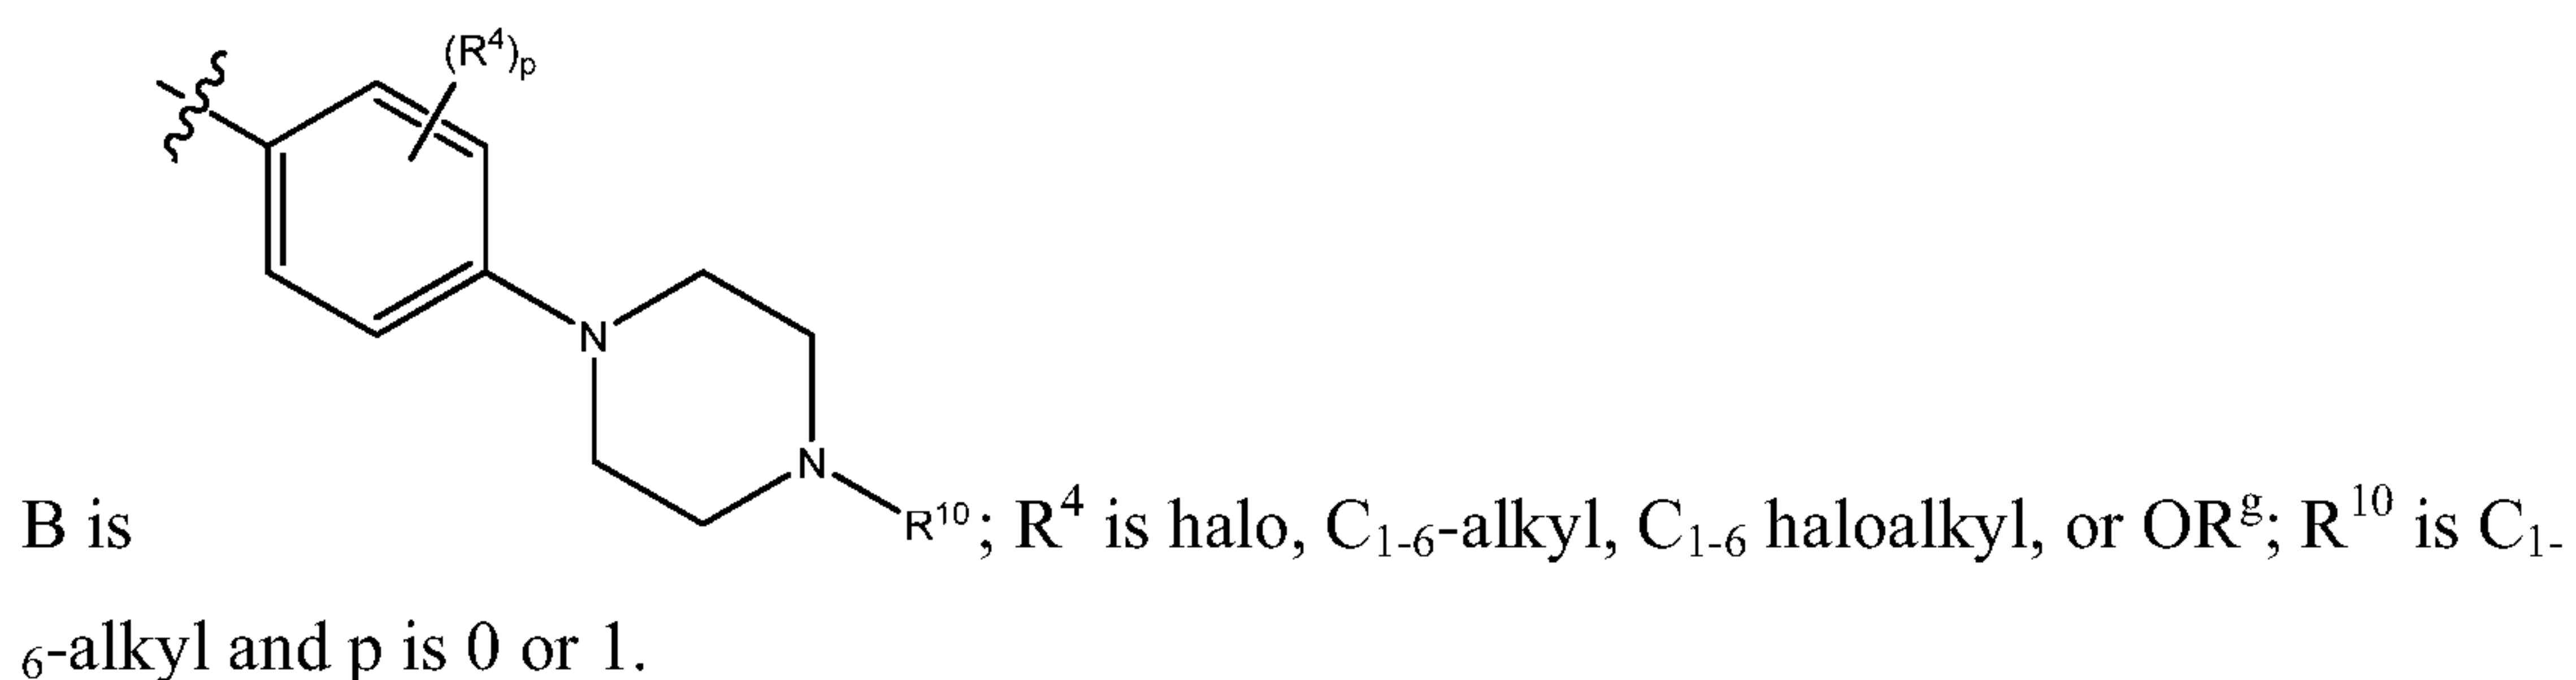 (R⁴)ₚ
N
N
B is R¹⁰; R⁴ is halo, C₁₋₆-alkyl, C₁₋₆ haloalkyl, or ORᵍ; R¹⁰ is C₁₋
₆-alkyl and p is 0 or 1.